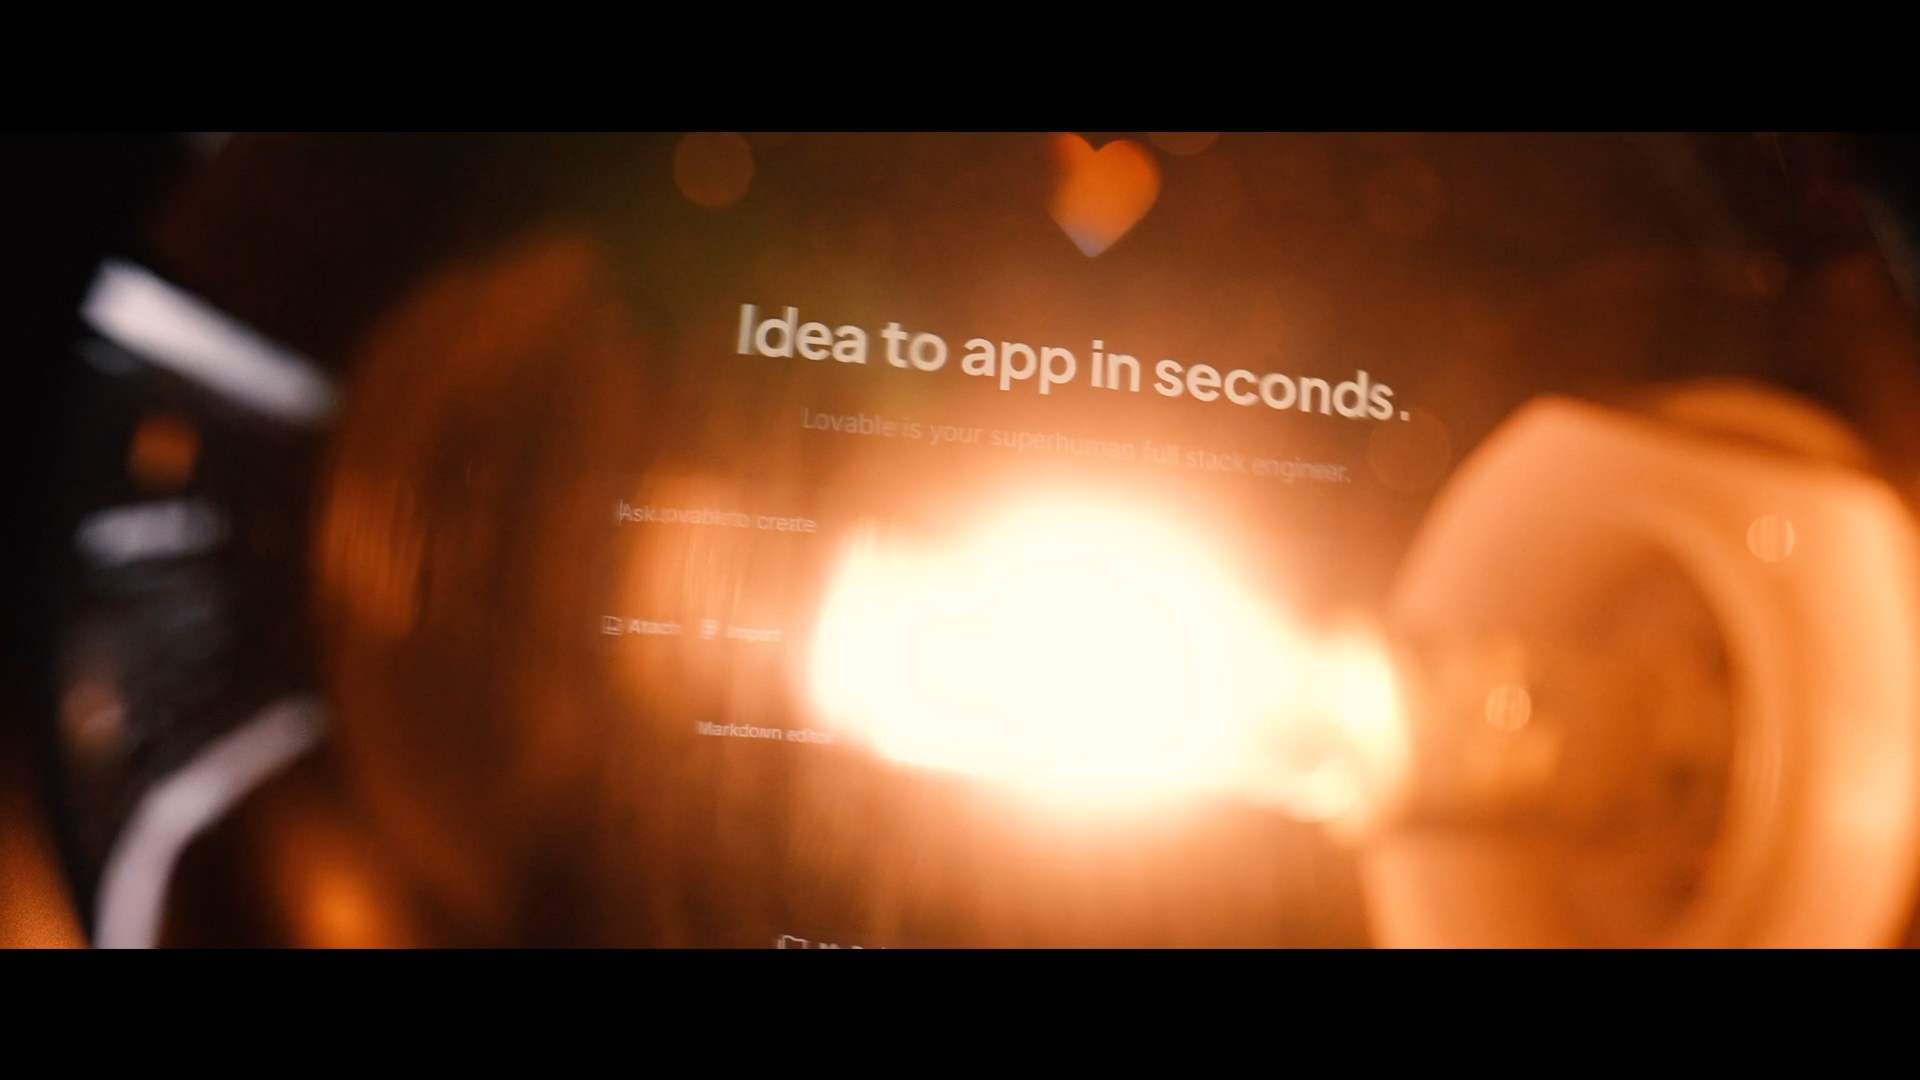 Idea to app in seconds.
Lovable is your superhuman full stack engineer.
Ask Lovable to create
Attach Import
Markdown editor